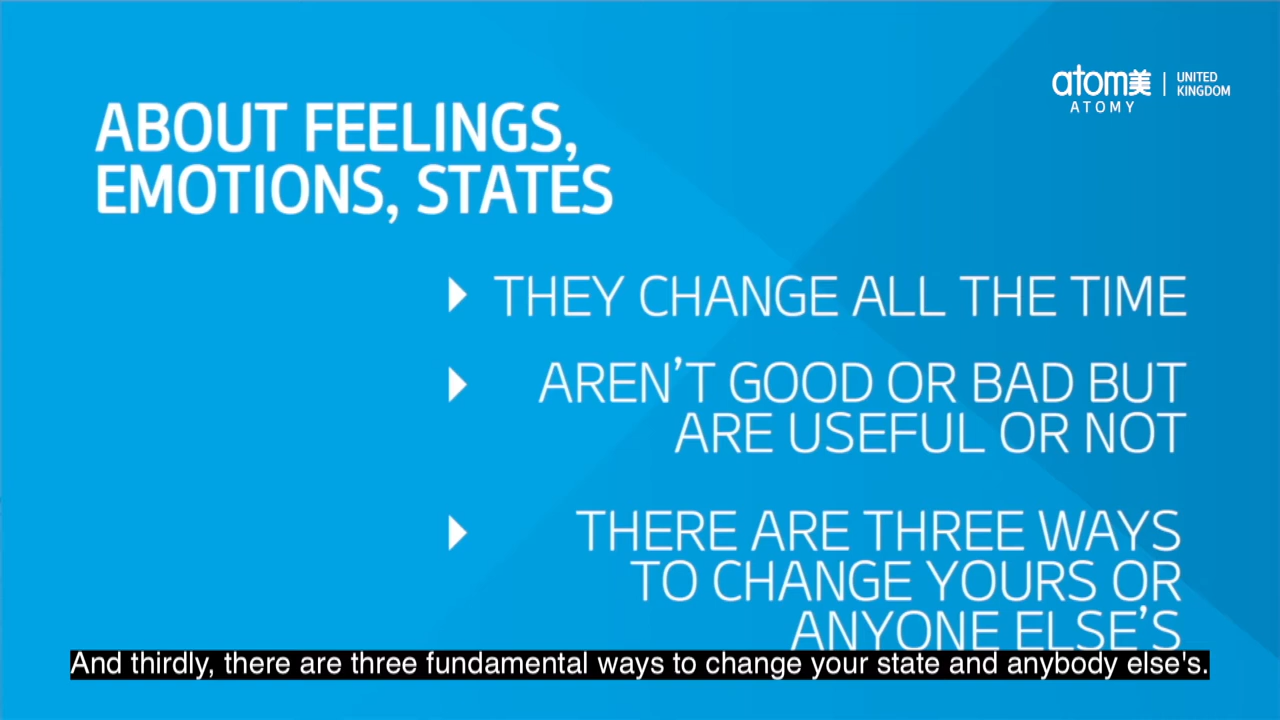 atom美 | UNITED KINGDOM
ATOMY
ABOUT FEELINGS,
EMOTIONS, STATES
THEY CHANGE ALL THE TIME
AREN'T GOOD OR BAD BUT
ARE USEFUL OR NOT
THERE ARE THREE WAYS
TO CHANGE YOURS OR
ANYONE ELSE'S
And thirdly, there are three fundamental ways to change your state and anybody else's.